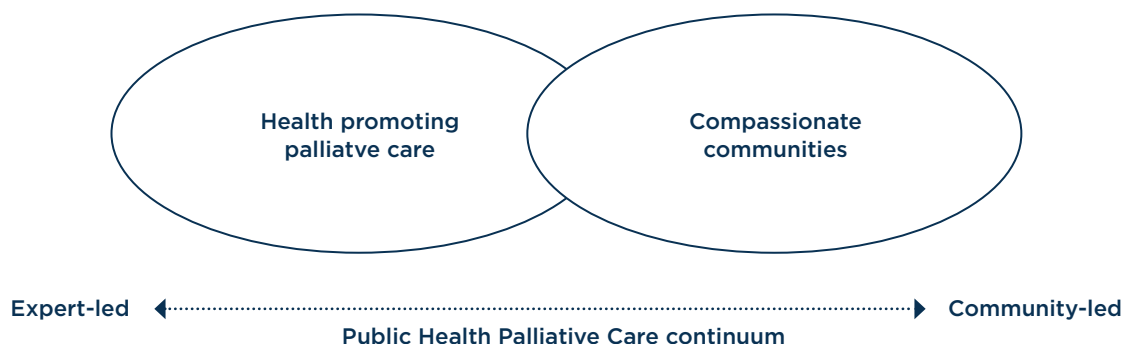 Health promoting
palliatve care
Compassionate
communities
Expert-led
Community-led
Public Health Palliative Care continuum